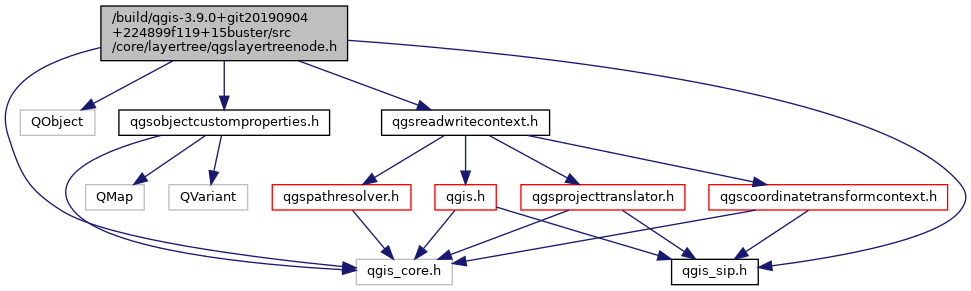 /build/qgis-3.9.0+git20190904
+224899f119+15buster/src
/core/layertree/qgslayertreenode.h
QObject
qgsobjectcustomproperties.h
qgsreadwritecontext.h
QMap
QVariant
qgspathresolver.h
qgis.h
qgsprojecttranslator.h
qgscoordinatetransformcontext.h
qgis_core.h
qgis_sip.h